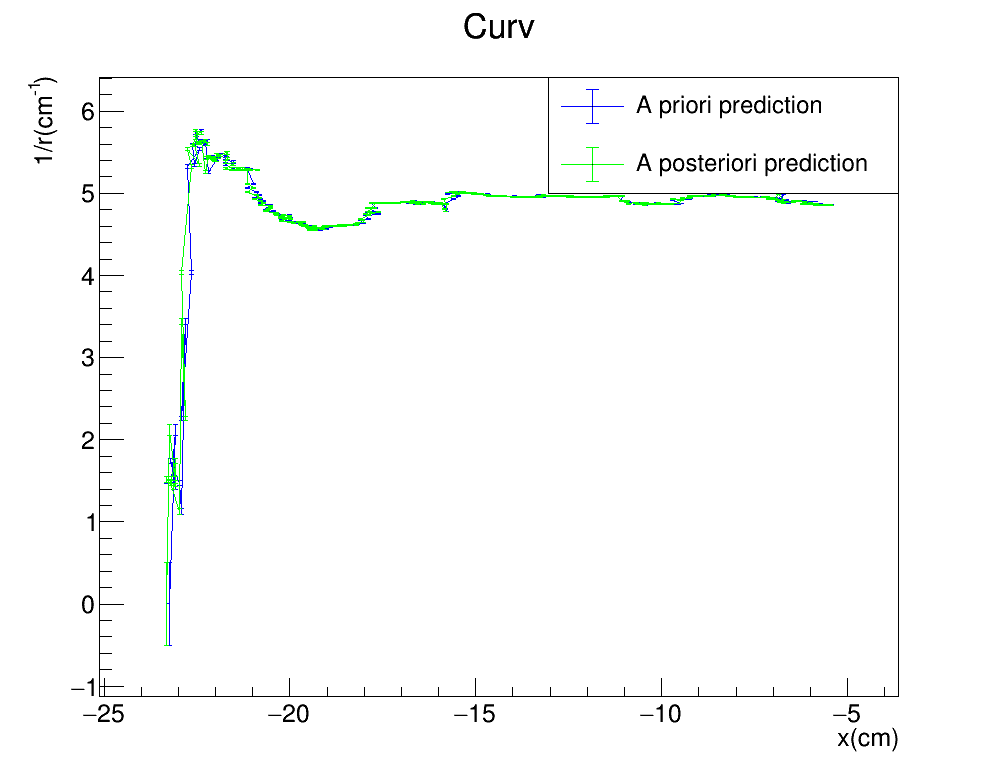 Curv
1/r(cm⁻¹)
A priori prediction
A posteriori prediction
6
5
4
3
2
1
0
−1
−25 −20 −15 −10 −5
x(cm)